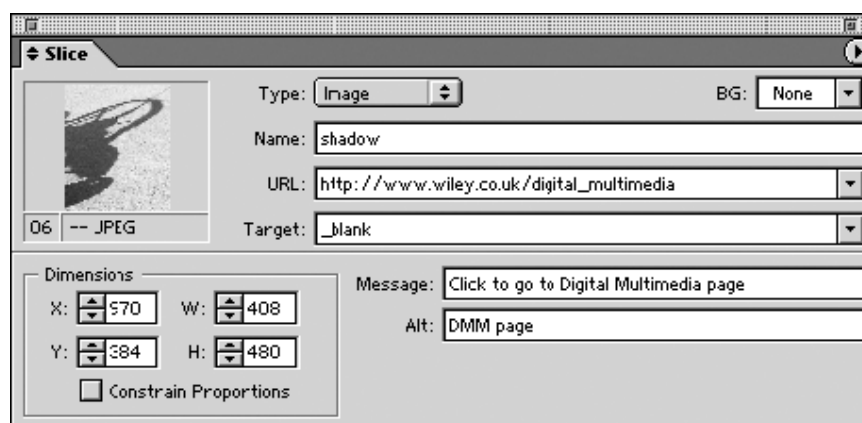 Slice
Type: Image
BG: None
Name: shadow
URL: http://www.wiley.co.uk/digital_multimedia
06 -- JPEG
Target: _blank
Dimensions
X: 970 W: 408
Y: 384 H: 480
Constrain Proportions
Message: Click to go to Digital Multimedia page
Alt: DMM page